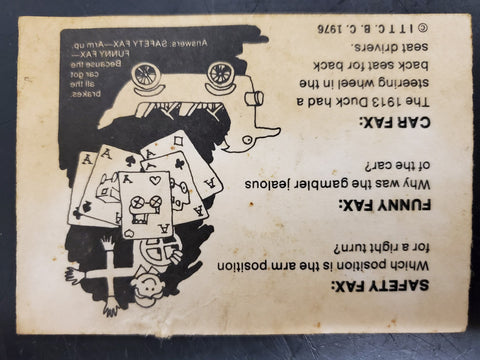 SAFETY FAX:
Which position is the arm position
for a right turn?
FUNNY FAX:
Why was the gambler jealous
of the car?
CAR FAX:
The 1913 Duck had a
steering wheel in the
back seat for back
seat drivers.
© I T T C. B. C. 1976
Answers: SAFETY FAX—Arm up.
FUNNY FAX—
Because the
car got
all the
brakes.
A
A
A
A
A